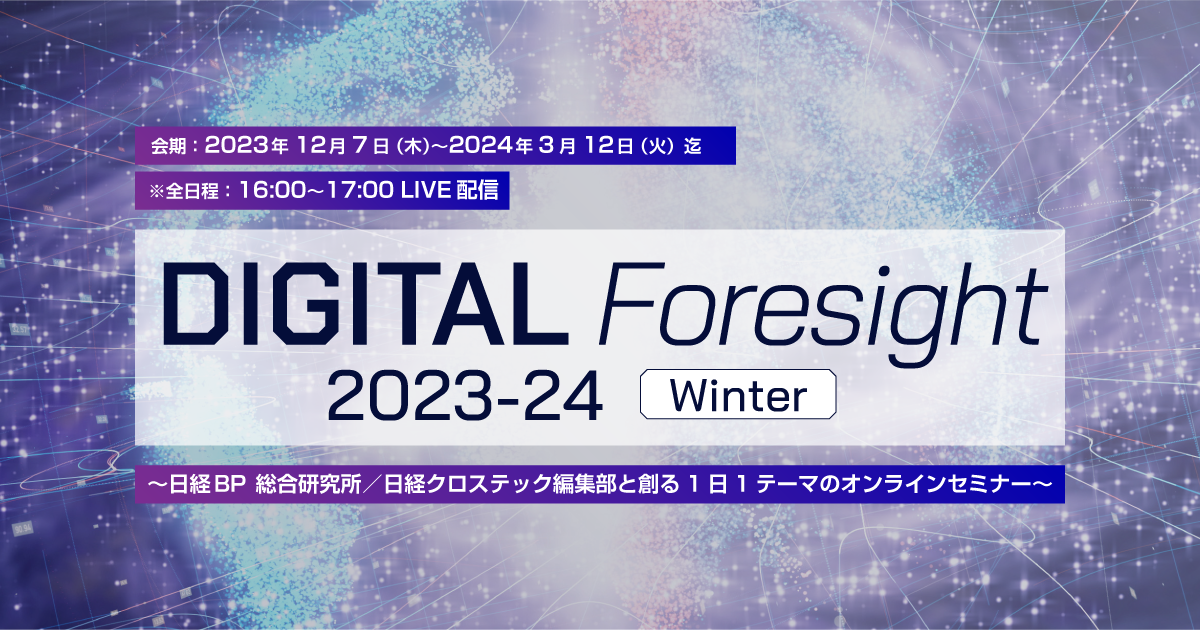 会期：2023年 12月 7日（木）～2024年 3月 12日（火）迄
※全日程：16:00～17:00 LIVE 配信
DIGITAL Foresight
2023-24 Winter
～日経BP 総合研究所／日経クロステック編集部と創る 1日 1テーマのオンラインセミナー～